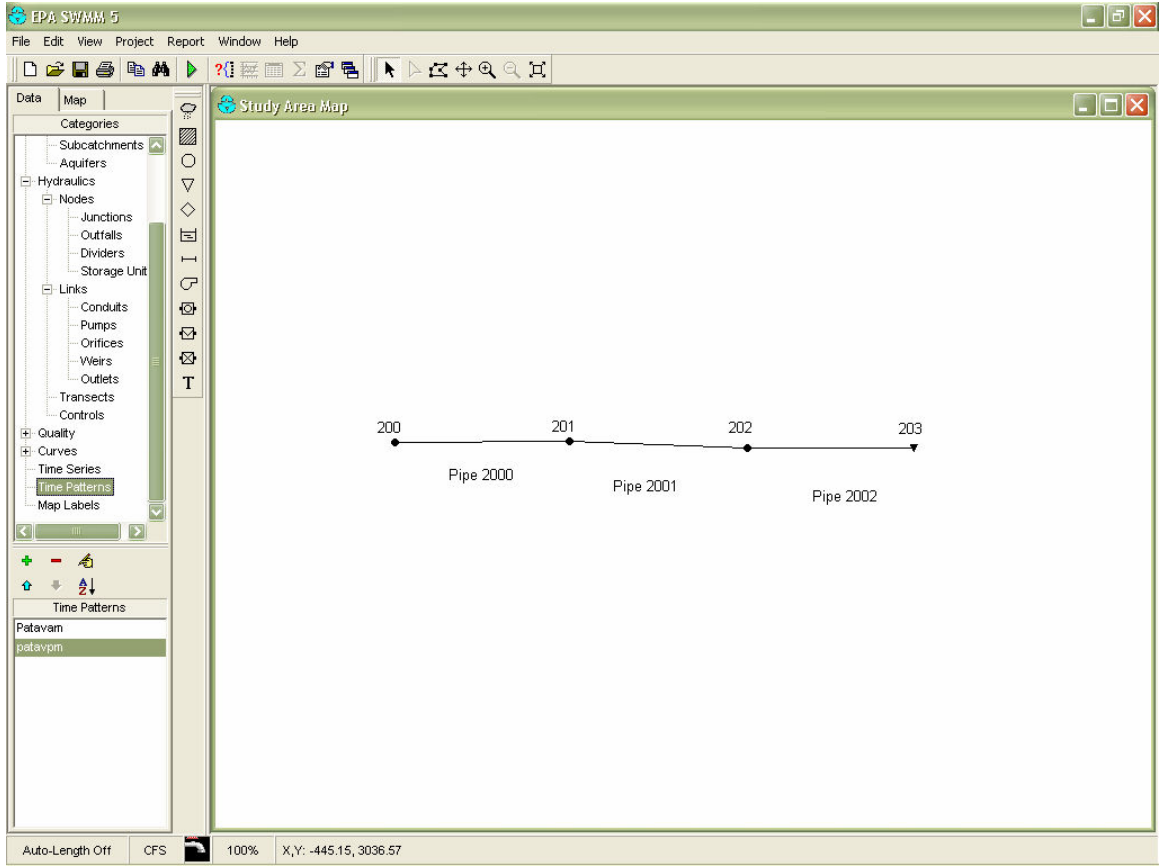 EPA SWMM 5
File Edit View Project Report Window Help
Data Map
Categories
Subcatchments
Aquifers
Hydraulics
Nodes
Junctions
Outfalls
Dividers
Storage Unit
Links
Conduits
Pumps
Orifices
Weirs
Outlets
Transects
Controls
Quality
Curves
Time Series
Time Patterns
Map Labels
Time Patterns
Patavam
patavpm
T
Study Area Map
200 201 202 203
Pipe 2000 Pipe 2001 Pipe 2002
Auto-Length Off CFS 100% X,Y: -445.15, 3036.57